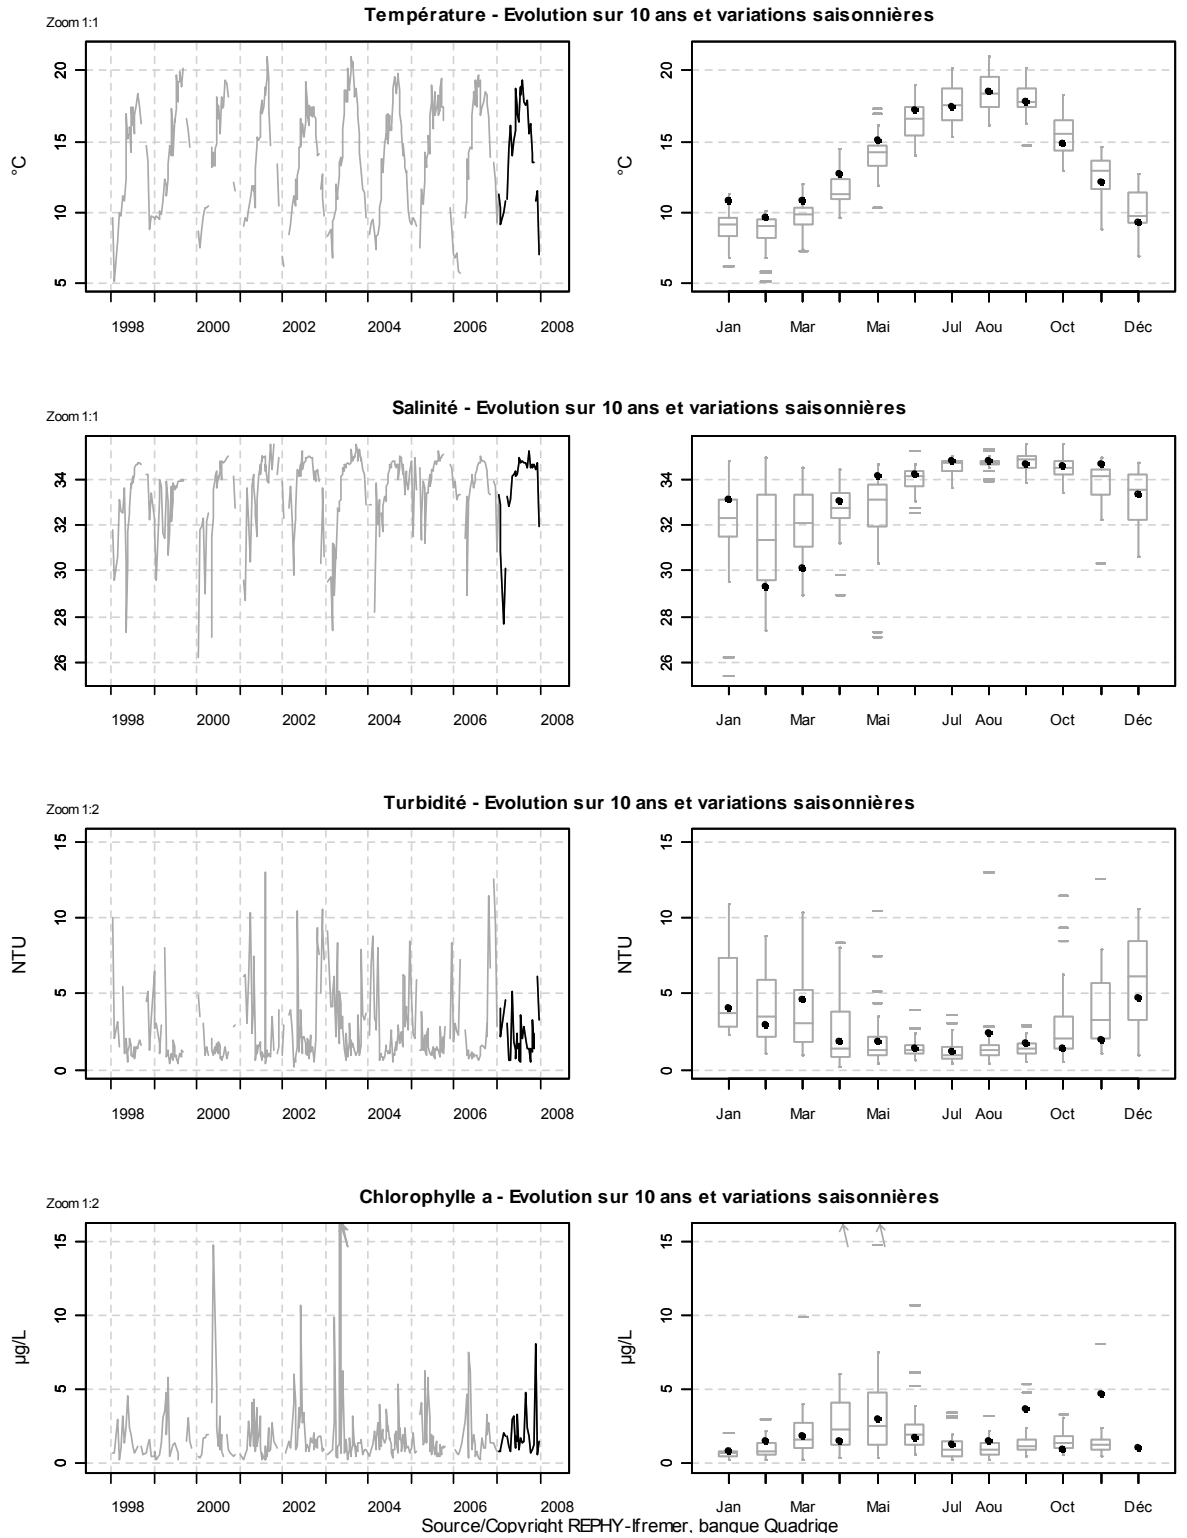 Température - Evolution sur 10 ans et variations saisonnières
Zoom 1:1
20
15
10
5
°C
1998 2000 2002 2004 2006 2008
20
15
10
5
°C
Jan Mar Mai Jul Aou Oct Déc
Salinité - Evolution sur 10 ans et variations saisonnières
Zoom 1:1
34
32
30
28
26
1998 2000 2002 2004 2006 2008
34
32
30
28
26
Jan Mar Mai Jul Aou Oct Déc
Turbidité - Evolution sur 10 ans et variations saisonnières
Zoom 1:2
15
10
5
0
NTU
1998 2000 2002 2004 2006 2008
15
10
5
0
NTU
Jan Mar Mai Jul Aou Oct Déc
Chlorophylle a - Evolution sur 10 ans et variations saisonnières
Zoom 1:2
15
10
5
0
µg/L
1998 2000 2002 2004 2006 2008
15
10
5
0
µg/L
Jan Mar Mai Jul Aou Oct Déc
Source/Copyright REPHY-Ifremer, banque Quadrige